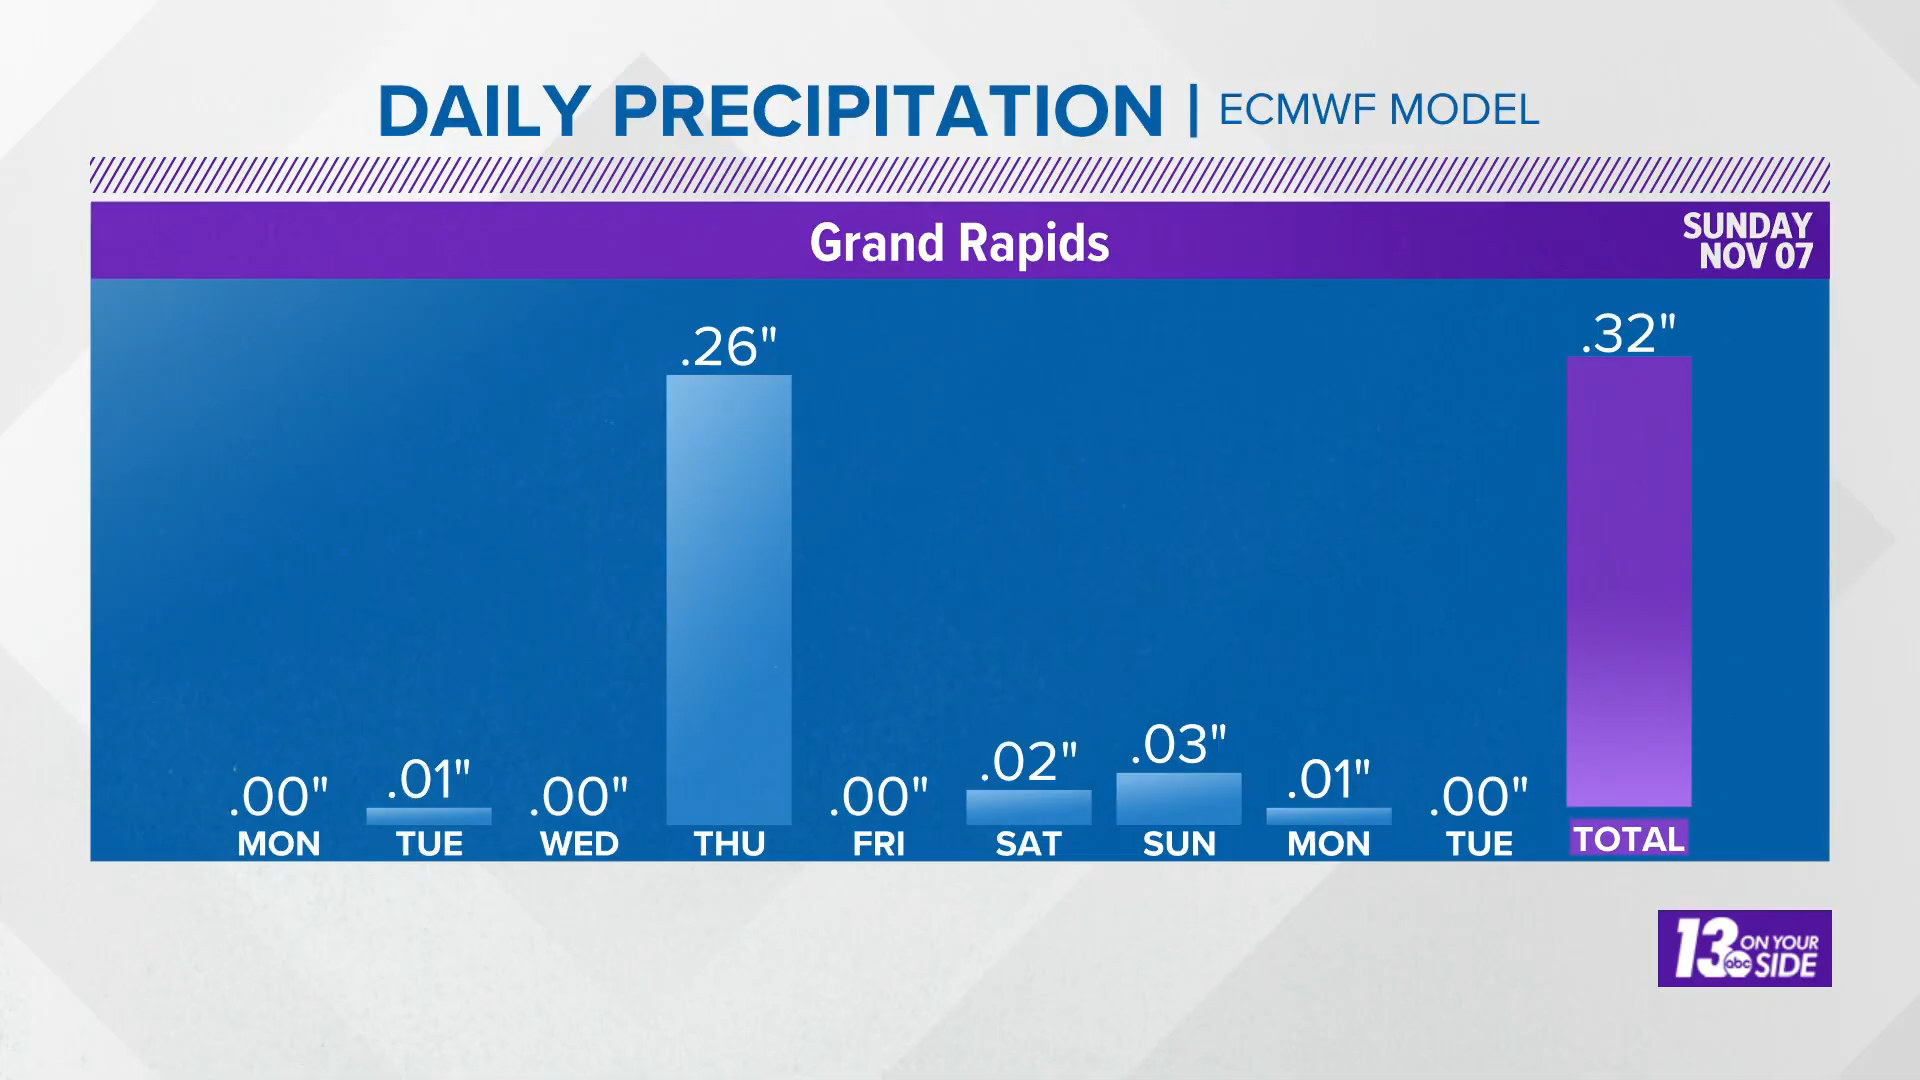 DAILY PRECIPITATION | ECMWF MODEL
Grand Rapids
SUNDAY
NOV 07
.00" .01" .00" .26" .00" .02" .03" .01" .00" .32"
MON TUE WED THU FRI SAT SUN MON TUE TOTAL
13 ON YOUR
abc SIDE